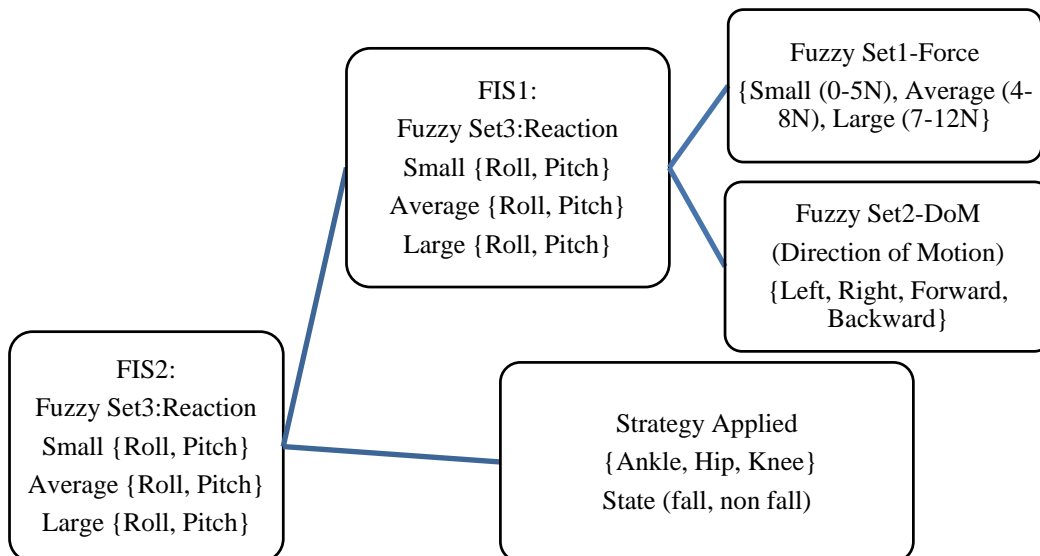 Fuzzy Set1-Force
{Small (0-5N), Average (4-
8N), Large (7-12N}
FIS1:
Fuzzy Set3:Reaction
Small {Roll, Pitch}
Average {Roll, Pitch}
Large {Roll, Pitch}
Fuzzy Set2-DoM
(Direction of Motion)
{Left, Right, Forward,
Backward}
FIS2:
Fuzzy Set3:Reaction
Small {Roll, Pitch}
Average {Roll, Pitch}
Large {Roll, Pitch}
Strategy Applied
{Ankle, Hip, Knee}
State (fall, non fall)